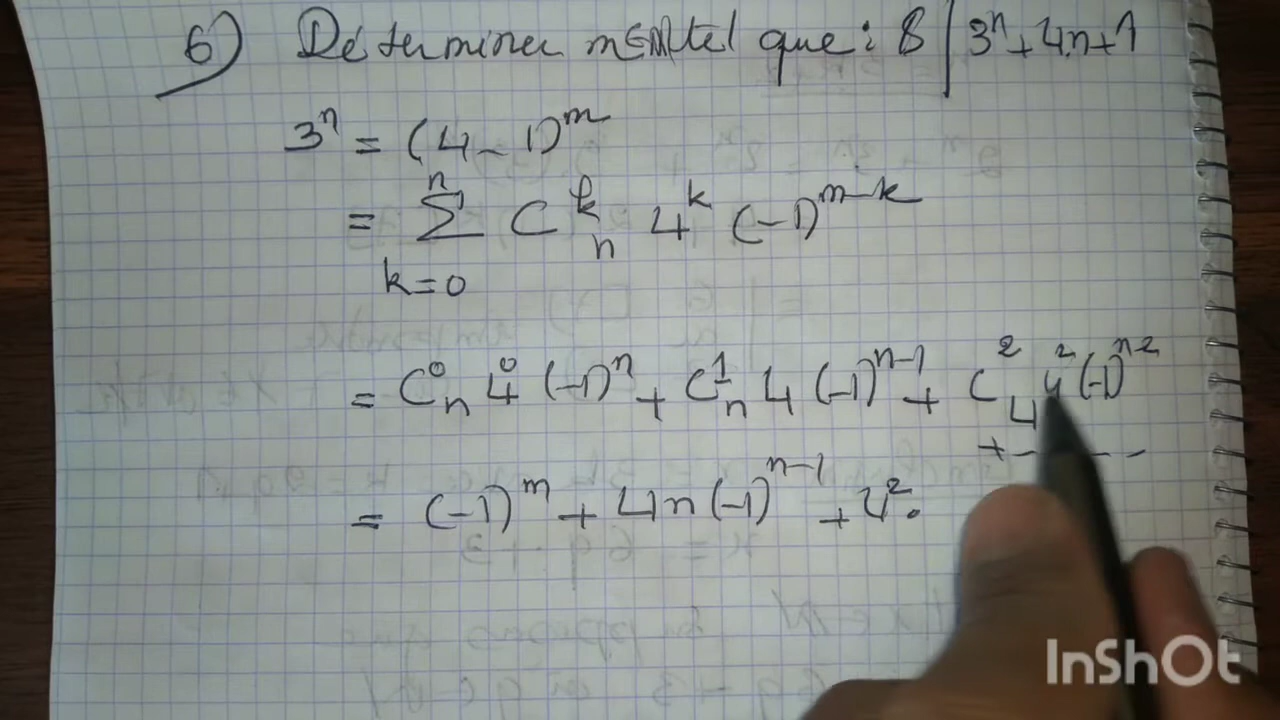 6) Déterminer n∈ℕ tel que : 8 | 3ⁿ + 4n + 1
3ⁿ = (4 - 1)ⁿ
= Σ_{k=0}^{n} C_n^k 4^k (-1)^{n-k}
= C_n^0 4^0 (-1)^n + C_n^1 4 (-1)^{n-1} + C_4^2 4^2 (-1)^{n-2}
+ - - - -
= (-1)^n + 4n (-1)^{n-1} + 4^2 .
InShOt